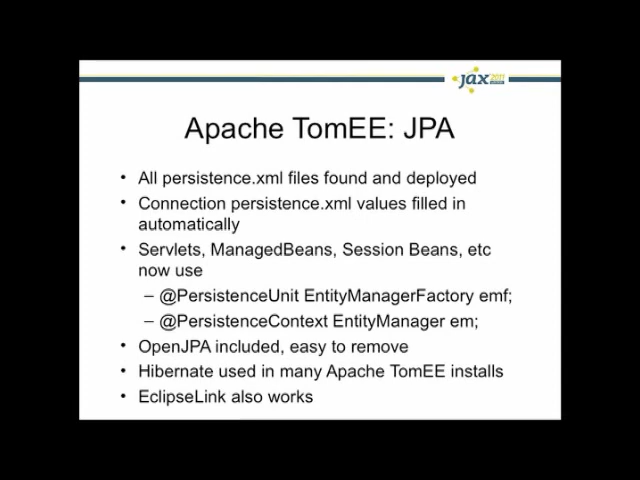 jax 2011
Apache TomEE: JPA
• All persistence.xml files found and deployed
• Connection persistence.xml values filled in
automatically
• Servlets, ManagedBeans, Session Beans, etc
now use
– @PersistenceUnit EntityManagerFactory emf;
– @PersistenceContext EntityManager em;
• OpenJPA included, easy to remove
• Hibernate used in many Apache TomEE installs
• EclipseLink also works